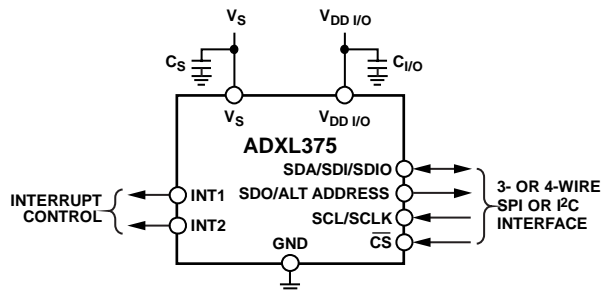 VS
VDD I/O
CS
CI/O
VS
VDD I/O
ADXL375
SDA/SDI/SDIO
SDO/ALT ADDRESS
SCL/SCLK
CS
INT1
INT2
GND
INTERRUPT
CONTROL
3- OR 4-WIRE
SPI OR I2C
INTERFACE